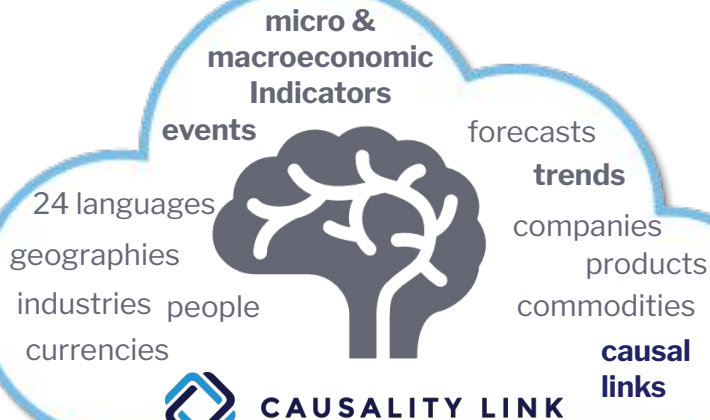 micro &
macroeconomic
Indicators
events
forecasts
trends
24 languages
companies
geographies
products
industries people
commodities
currencies
causal
links
CAUSALITY LINK